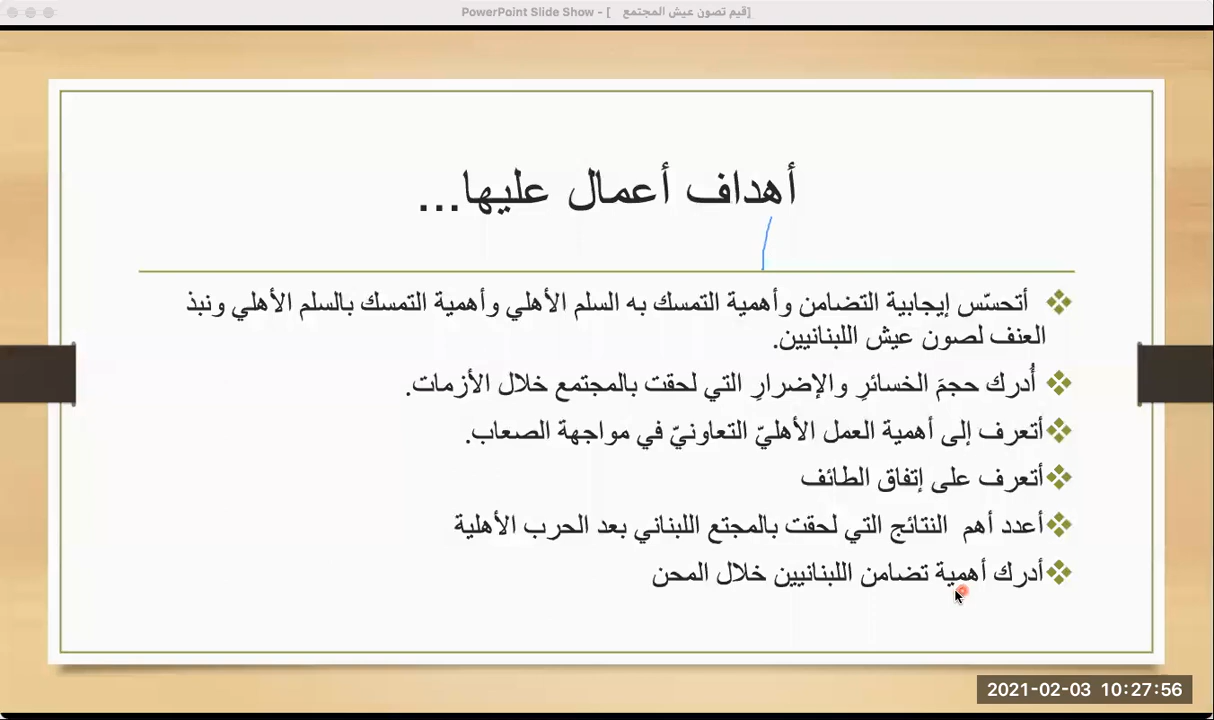 PowerPoint Slide Show - [ قيم تصون عيش المجتمع]
أهداف أعمال عليها...
أتحسّس إيجابية التضامن وأهمية التمسك به السلم الأهلي وأهمية التمسك بالسلم الأهلي ونبذ
العنف لصون عيش اللبنانيين.
أُدرك حجمَ الخسائرِ والإضرارِ التي لحقت بالمجتمع خلال الأزمات.
أتعرف إلى أهمية العمل الأهليّ التعاونيّ في مواجهة الصعاب.
أتعرف على إتفاق الطائف
أعدد أهم النتائج التي لحقت بالمجتع اللبناني بعد الحرب الأهلية
أدرك أهمية تضامن اللبنانيين خلال المحن
2021-02-03 10:27:56